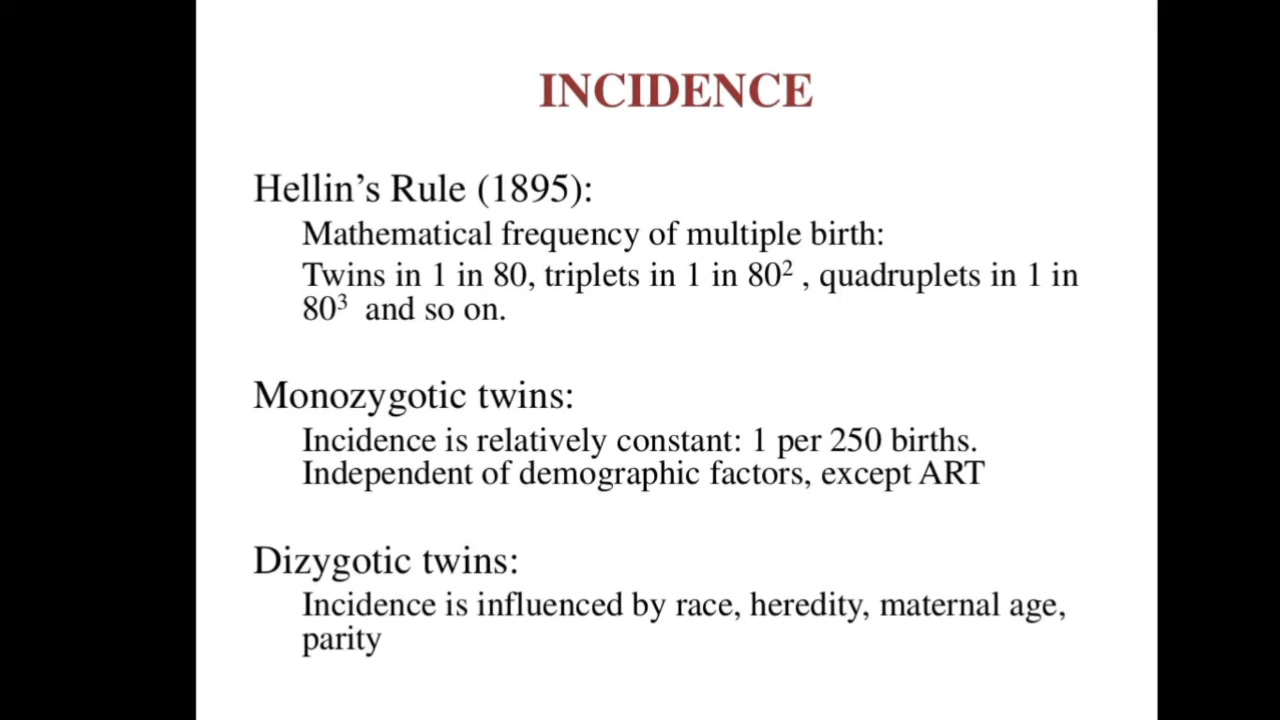 INCIDENCE
Hellin’s Rule (1895):
Mathematical frequency of multiple birth:
Twins in 1 in 80, triplets in 1 in 80² , quadruplets in 1 in
80³ and so on.
Monozygotic twins:
Incidence is relatively constant: 1 per 250 births.
Independent of demographic factors, except ART
Dizygotic twins:
Incidence is influenced by race, heredity, maternal age,
parity